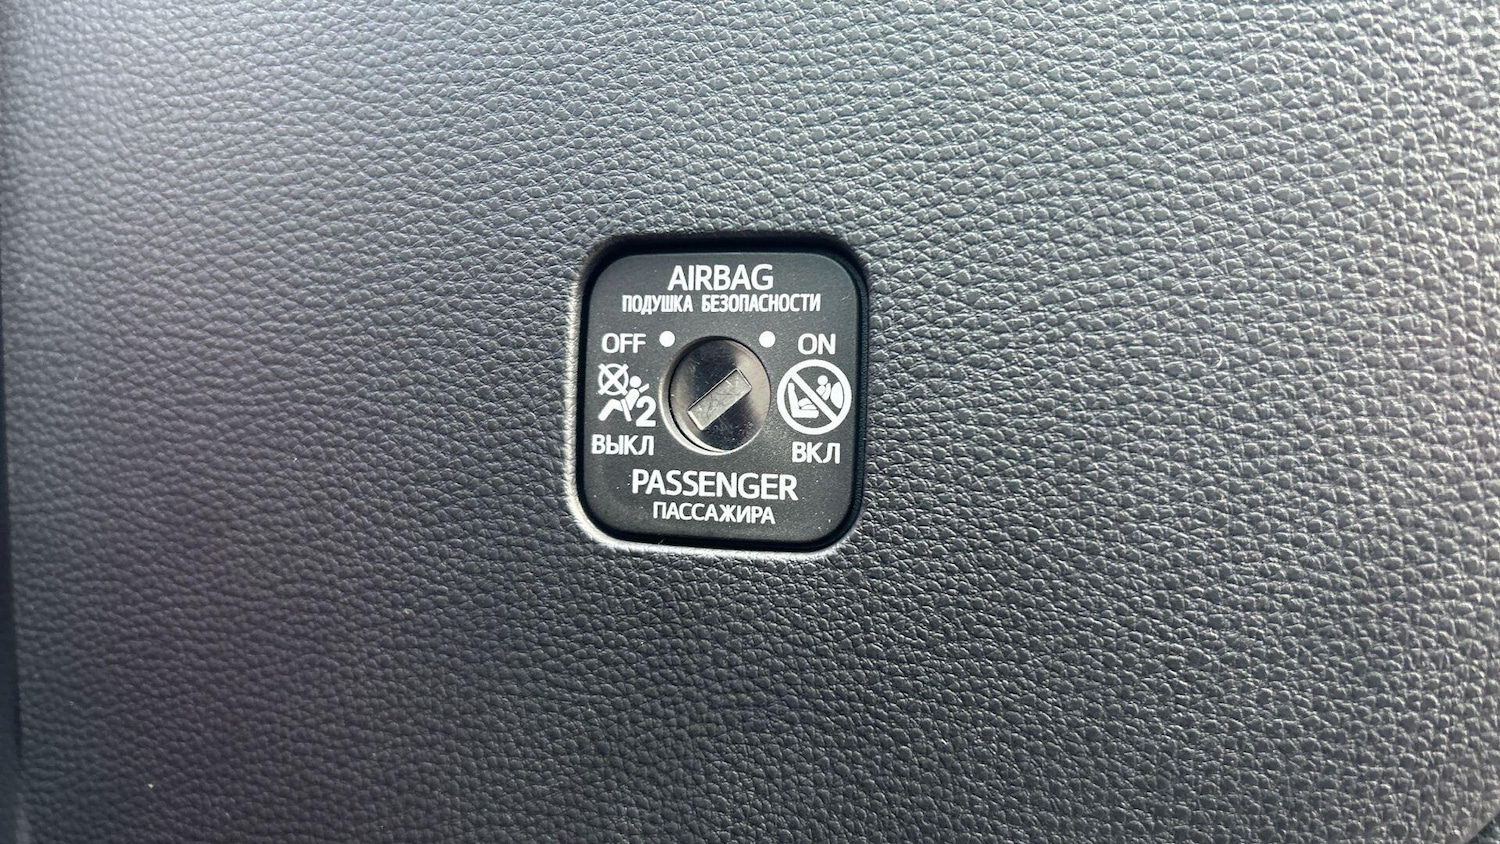 AIRBAG
ПОДУШКА БЕЗОПАСНОСТИ
OFF ON
2
ВЫКЛ ВКЛ
PASSENGER
ПАССАЖИРА